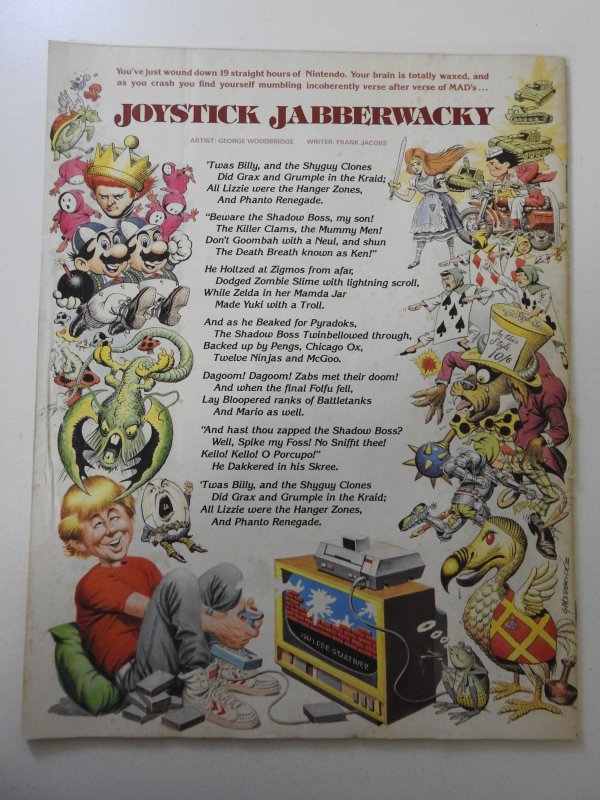 You've just wound down 19 straight hours of Nintendo. Your brain is totally waxed, and
as you crash you find yourself mumbling incoherently verse after verse of MAD's...
JOYSTICK JABBERWACKY
ARTIST: GEORGE WOODBRIDGE WRITER: FRANK JACOBS
'Twas Billy, and the Shyguy Clones
Did Grax and Grumple in the Kraid;
All Lizzie were the Hanger Zones,
And Phanto Renegade.
"Beware the Shadow Boss, my son!
The Killer Clams, the Mummy Men!
Don't Goombah with a Neul, and shun
The Death Breath known as Ken!"
He Holtzed at Zigmos from afar,
Dodged Zombie Slime with lightning scroll,
While Zelda in her Mamda Jar
Made Yuki with a Troll.
And as he Beaked for Pyradoks,
The Shadow Boss Twinbellowed through,
Backed up by Pengs, Chicago Ox,
Twelve Ninjas and McGoo.
Dagoom! Dagoom! Zabs met their doom!
And when the final Folfu fell,
Lay Bloopered ranks of Battletanks
And Mario as well.
"And hast thou zapped the Shadow Boss?
Well, Spike my Foss! No Sniffit thee!
Kello! Kello! O Porcupo!"
He Dakkered in his Skree.
'Twas Billy, and the Shyguy Clones
Did Grax and Grumple in the Kraid;
All Lizzie were the Hanger Zones,
And Phanto Renegade.
In this
Style
10/6
YOU LOSE START OVER
G. WOODBRIDGE